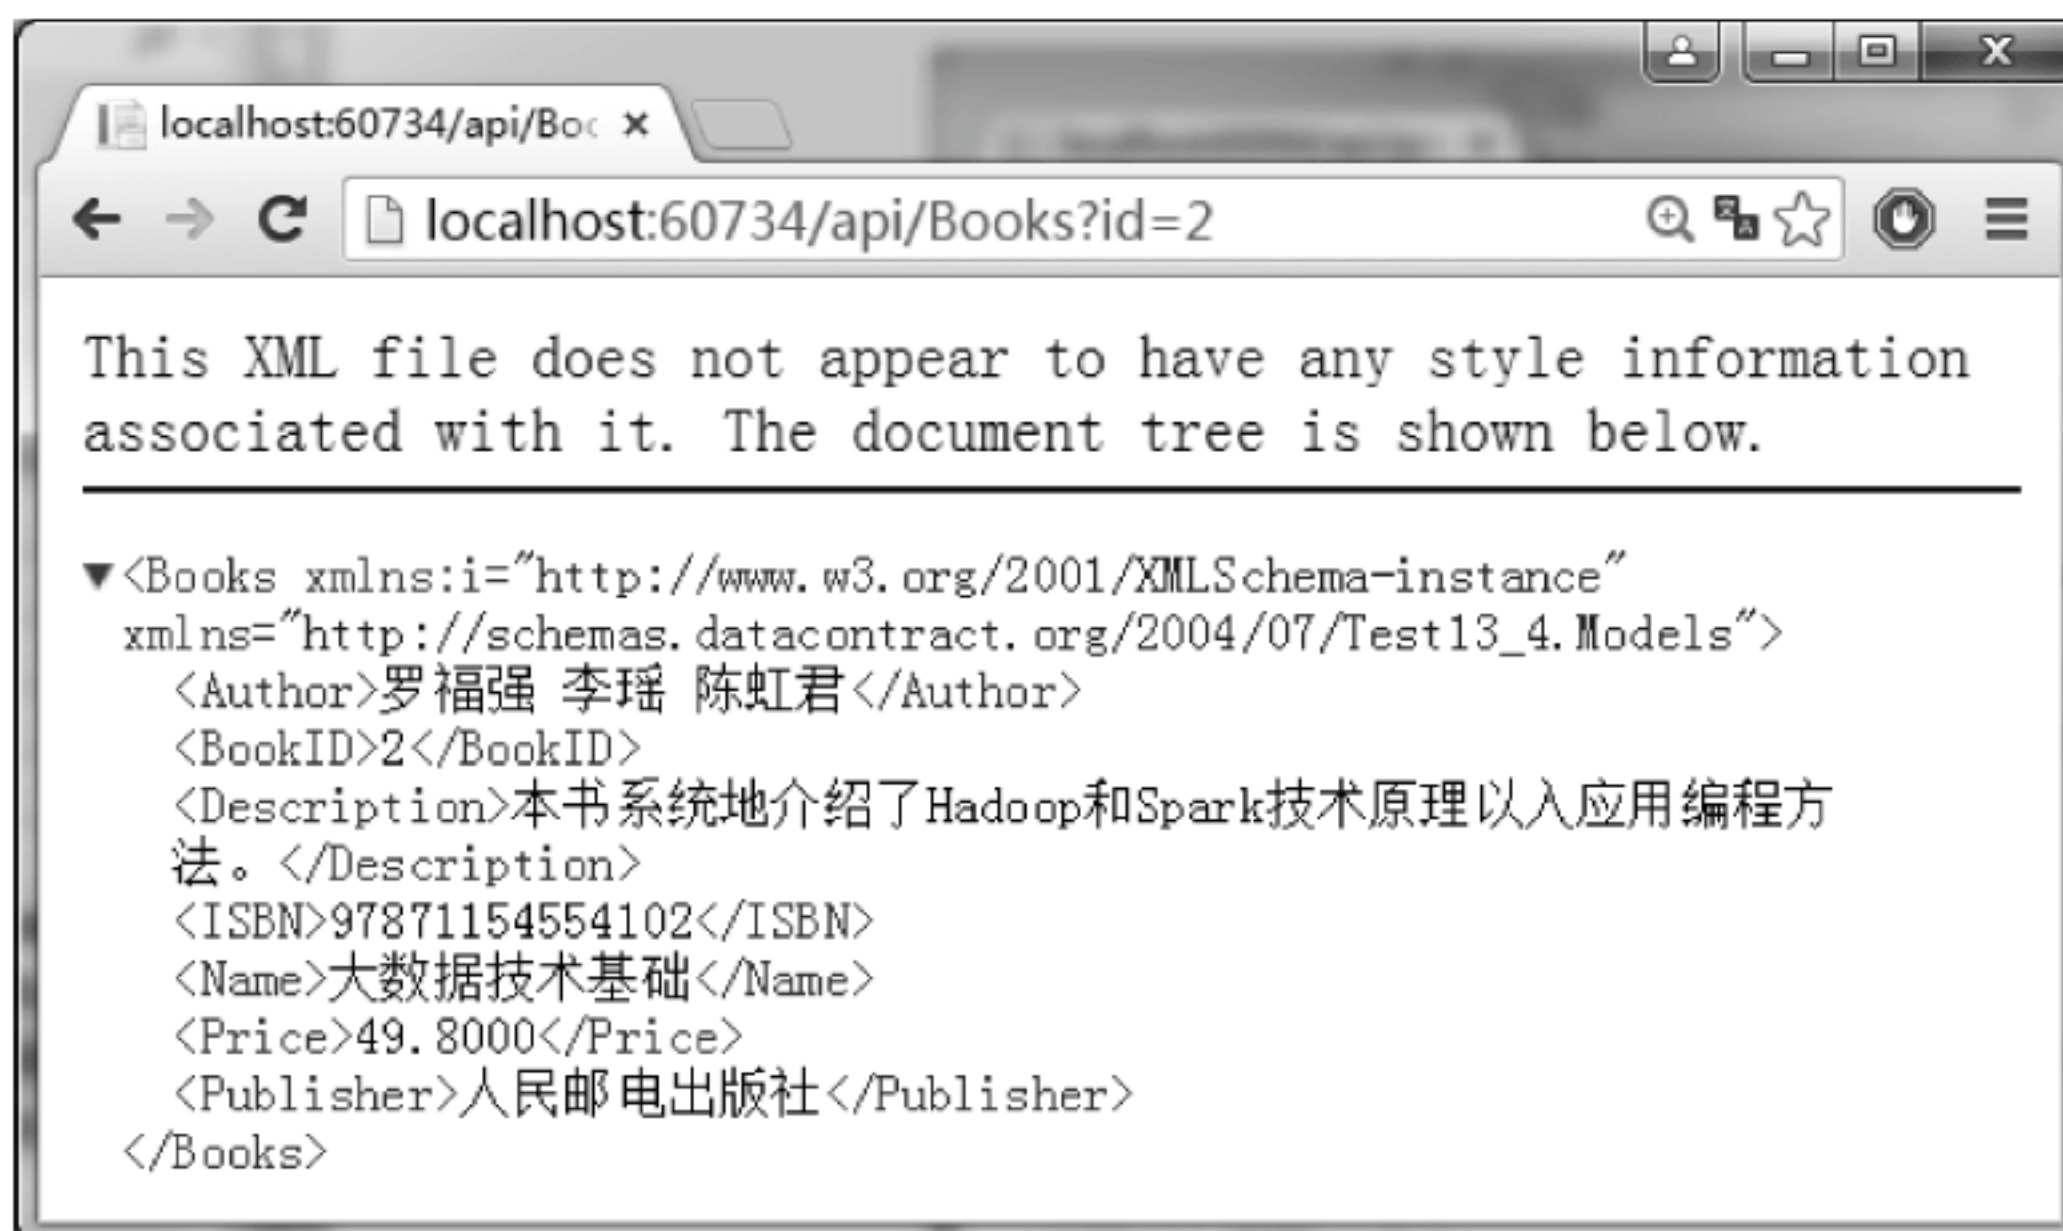 localhost:60734/api/Boo
localhost:60734/api/Books?id=2
This XML file does not appear to have any style information
associated with it. The document tree is shown below.
▼<Books xmlns:i="http://www.w3.org/2001/XMLSchema-instance"
xmlns="http://schemas.datacontract.org/2004/07/Test13_4.Models">
<Author>罗福强 李瑶 陈虹君</Author>
<BookID>2</BookID>
<Description>本书系统地介绍了Hadoop和Spark技术原理以入应用编程方
法。</Description>
<ISBN>97871154554102</ISBN>
<Name>大数据技术基础</Name>
<Price>49.8000</Price>
<Publisher>人民邮电出版社</Publisher>
</Books>